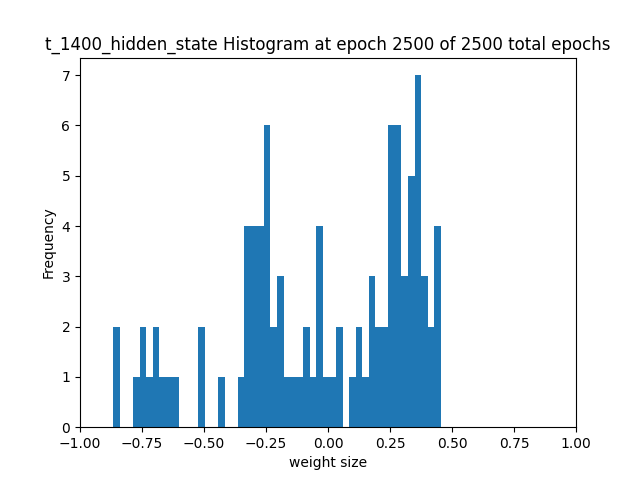 t_1400_hidden_state Histogram at epoch 2500 of 2500 total epochs
7
6
5
4
3
2
1
0
Frequency
−1.00 −0.75 −0.50 −0.25 0.00 0.25 0.50 0.75 1.00
weight size